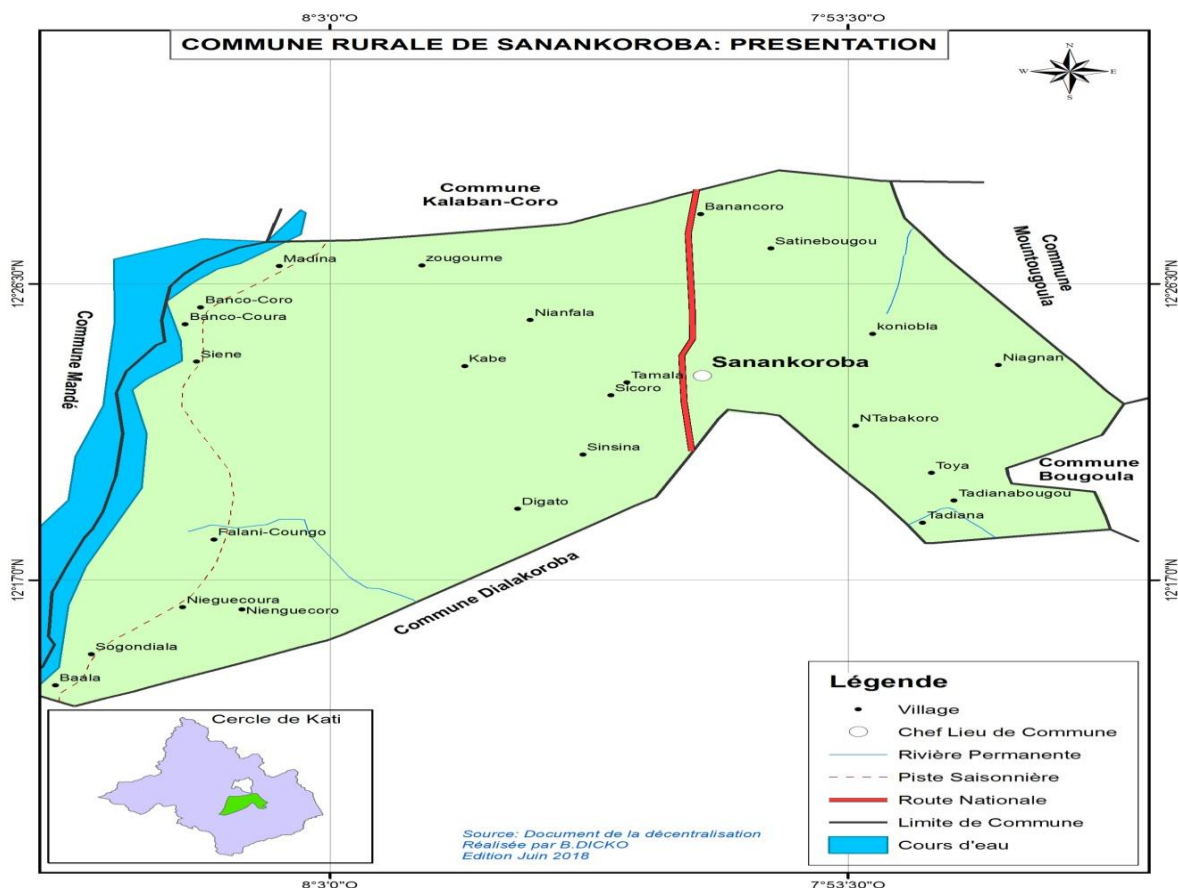 8°3'0"O
7°53'30"O
COMMUNE RURALE DE SANANKOROBA: PRESENTATION
N
W
E
S
Commune
Kalaban-Coro
Banancoro
Satinebougou
Commune
Mountougoula
Madina
zougoume
12°26'30"N
12°26'30"N
Banco-Coro
Banco-Coura
Nianfala
koniobla
Commune Mandé
Siene
Kabe
Sanankoroba
Niagnan
Tamala
Sicoro
NTabakoro
Sinsina
Toya
Commune
Bougoula
Tadianabougou
Digato
Tadiana
Falani-Coungo
12°17'0"N
12°17'0"N
Commune Dialakoroba
Nieguecoura
Nienguecoro
Sogondiala
Baala
Cercle de Kati
Légende
Village
Chef Lieu de Commune
Rivière Permanente
Piste Saisonnière
Route Nationale
Limite de Commune
Cours d'eau
Source: Document de la décentralisation
Réalisée par B.DICKO
Edition Juin 2018
8°3'0"O
7°53'30"O